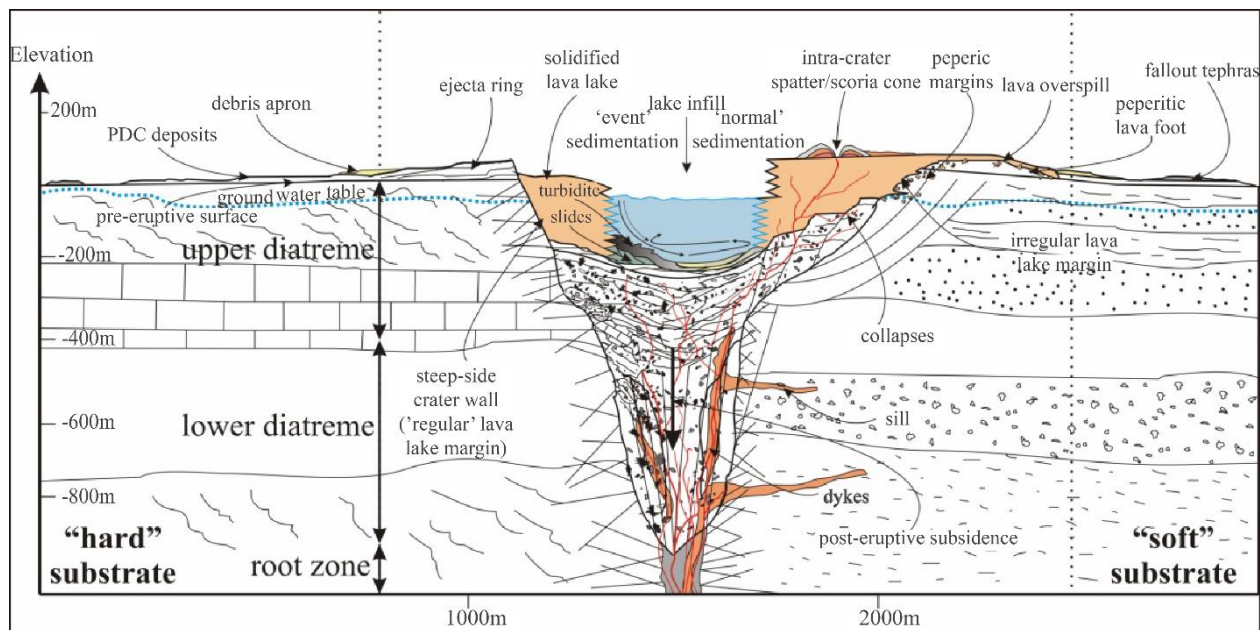 Elevation
200m
-200m
-400m
-600m
-800m
1000m
2000m
PDC deposits
debris apron
ejecta ring
solidified
lava lake
lake infill
‘event’
sedimentation
‘normal’
sedimentation
intra-crater
spatter/scoria cone
peperic
margins
lava overspill
fallout tephras
peperitic
lava foot
ground water table
pre-eruptive surface
turbidite
slides
upper diatreme
irregular lava
lake margin
collapses
steep-side
crater wall
(’regular’ lava
lake margin)
lower diatreme
sill
dykes
post-eruptive subsidence
root zone
“hard”
substrate
“soft”
substrate